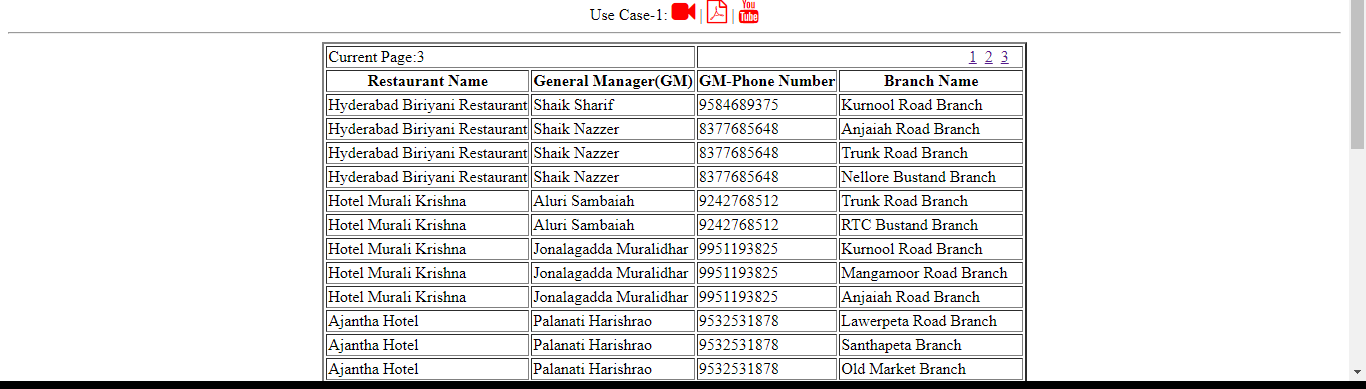 Use Case-1: | | You Tube
Current Page:3 1 2 3
Restaurant Name General Manager(GM) GM-Phone Number Branch Name
Hyderabad Biriyani Restaurant Shaik Sharif 9584689375 Kurnool Road Branch
Hyderabad Biriyani Restaurant Shaik Nazzer 8377685648 Anjaiah Road Branch
Hyderabad Biriyani Restaurant Shaik Nazzer 8377685648 Trunk Road Branch
Hyderabad Biriyani Restaurant Shaik Nazzer 8377685648 Nellore Bustand Branch
Hotel Murali Krishna Aluri Sambaiah 9242768512 Trunk Road Branch
Hotel Murali Krishna Aluri Sambaiah 9242768512 RTC Bustand Branch
Hotel Murali Krishna Jonalagadda Muralidhar 9951193825 Kurnool Road Branch
Hotel Murali Krishna Jonalagadda Muralidhar 9951193825 Mangamoor Road Branch
Hotel Murali Krishna Jonalagadda Muralidhar 9951193825 Anjaiah Road Branch
Ajantha Hotel Palanati Harishrao 9532531878 Lawerpeta Road Branch
Ajantha Hotel Palanati Harishrao 9532531878 Santhapeta Branch
Ajantha Hotel Palanati Harishrao 9532531878 Old Market Branch